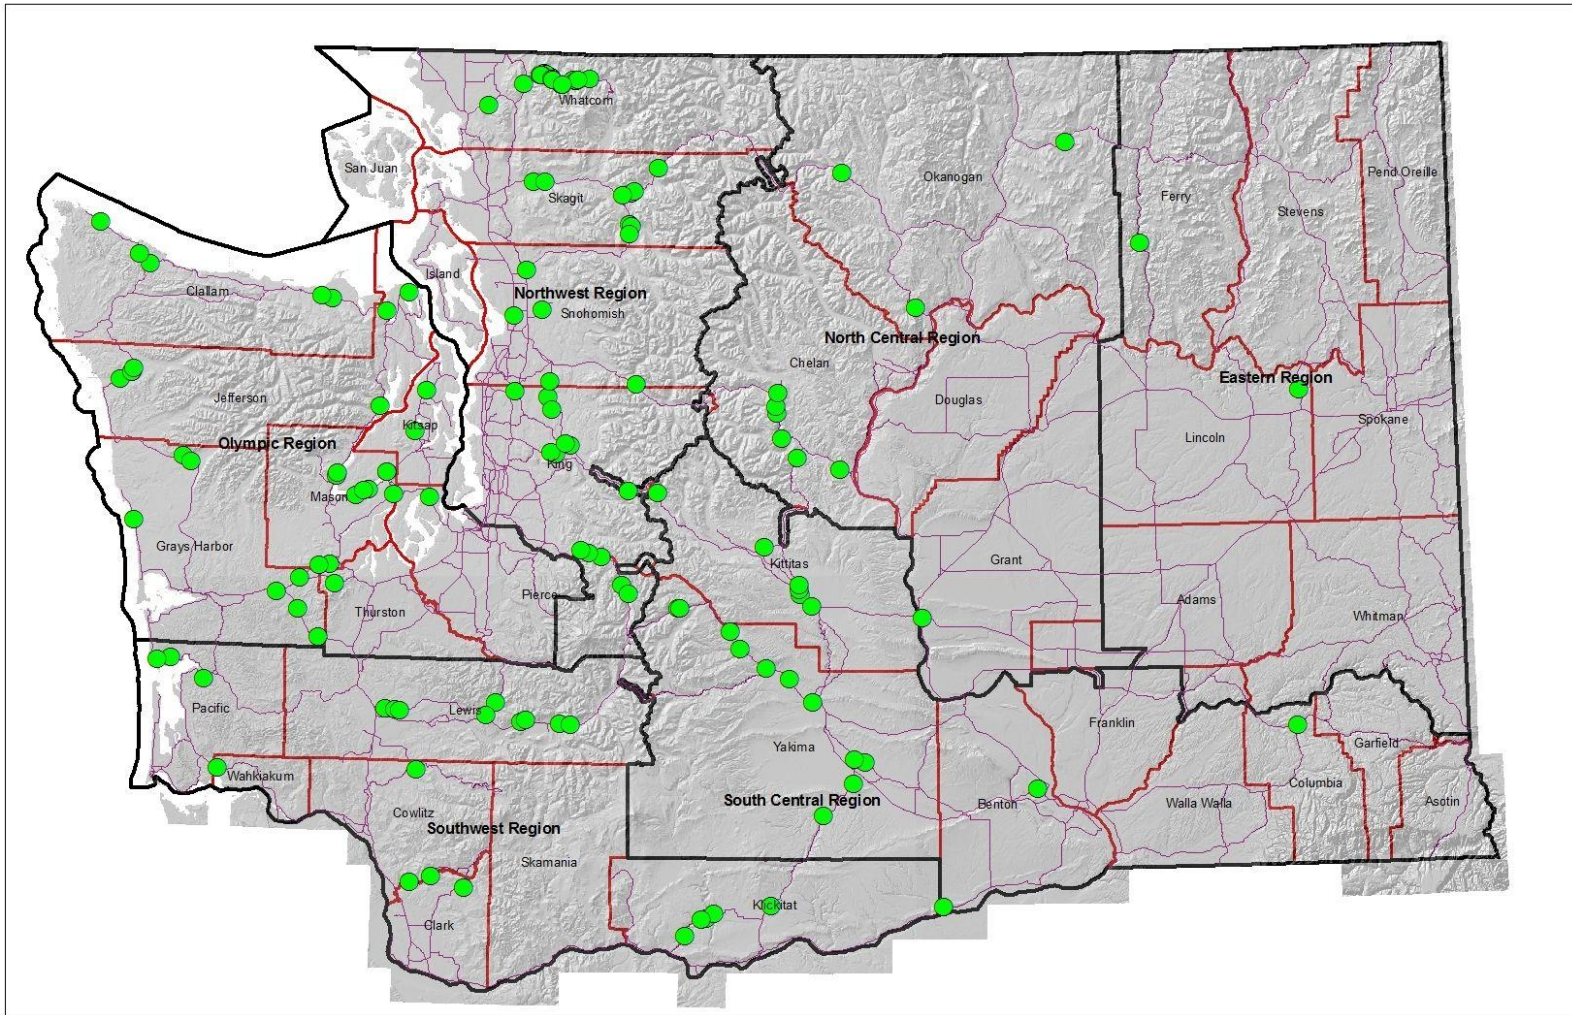 Whatcom
San Juan
Skagit
Okanogan
Ferry
Stevens
Pend Oreille
Island
Clallam
Northwest Region
Snohomish
North Central Region
Chelan
Eastern Region
Jefferson
Douglas
Olympic Region
Kitsap
Lincoln
Spokane
King
Mason
Grays Harbor
Kittitas
Grant
Pierce
Thurston
Adams
Whitman
Pacific
Lewis
Franklin
Yakima
Garfield
Wahkiakum
South Central Region
Benton
Walla Walla
Columbia
Asotin
Cowlitz
Southwest Region
Skamania
Klickitat
Clark